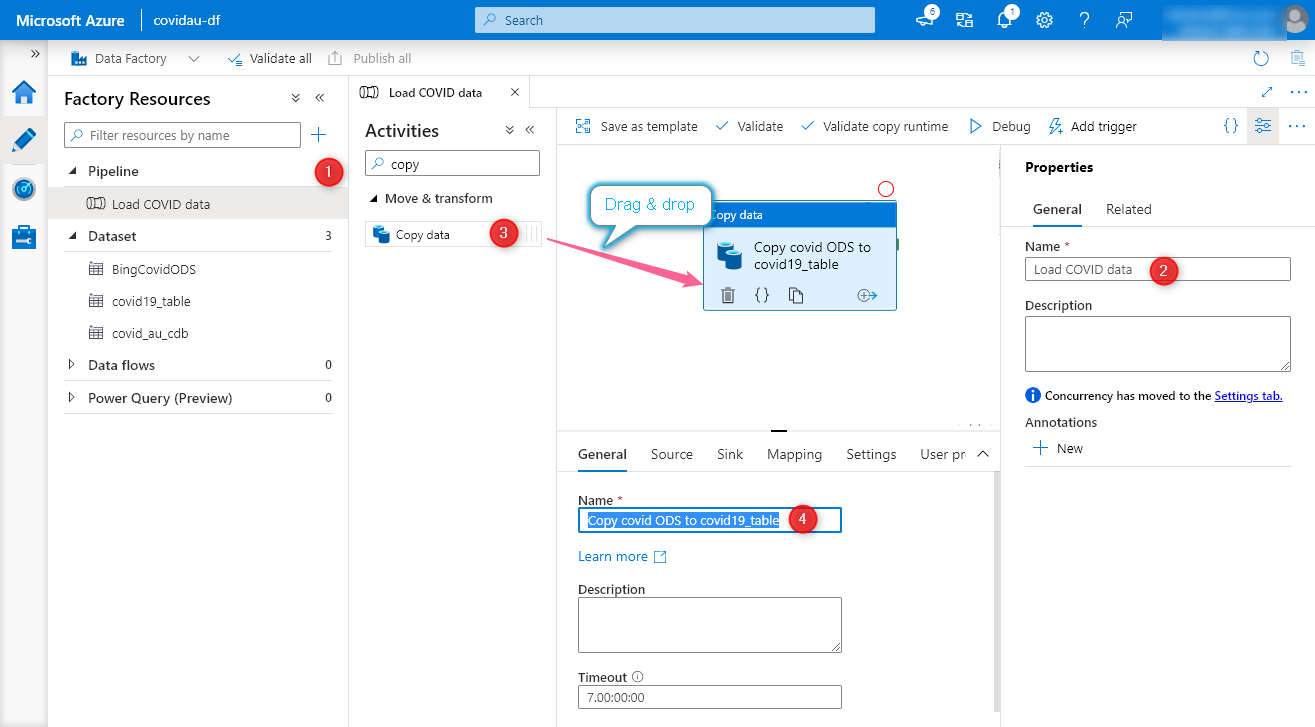 Microsoft Azure
covidau-df
Search
6
1
»
Data Factory
Validate all
Publish all
Factory Resources
Filter resources by name
Pipeline
1
Load COVID data
Dataset
3
BingCovidODS
covid19_table
covid_au_cdb
Data flows
0
Power Query (Preview)
0
Load COVID data
Activities
copy
Move & transform
Copy data
3
Save as template
Validate
Validate copy runtime
Debug
Add trigger
{}
Drag & drop
Copy data
Copy covid ODS to
covid19_table
{}
General
Source
Sink
Mapping
Settings
User pr
Name *
Copy covid ODS to covid19_table
4
Learn more
Description
Timeout
7.00:00:00
Properties
General
Related
Name *
Load COVID data
2
Description
Concurrency has moved to the Settings tab.
Annotations
New